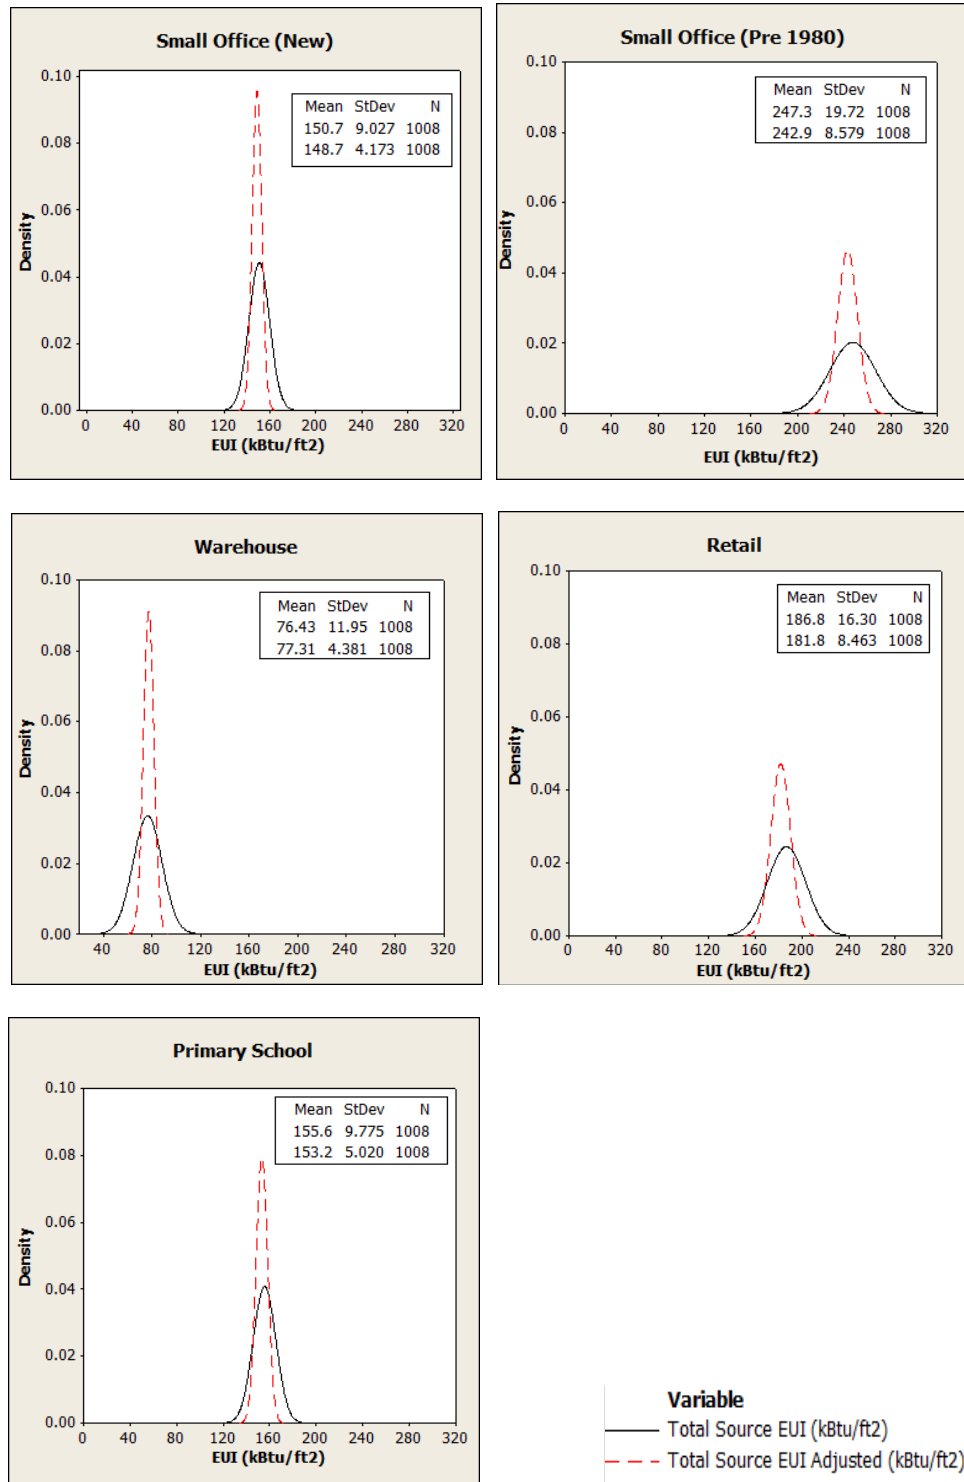 Small Office (New)
Mean StDev N
150.7 9.027 1008
148.7 4.173 1008
0.10
0.08
0.06
0.04
0.02
0.00
Density
0 40 80 120 160 200 240 280 320
EUI (kBtu/ft2)
Small Office (Pre 1980)
Mean StDev N
247.3 19.72 1008
242.9 8.579 1008
0.10
0.08
0.06
0.04
0.02
0.00
Density
0 40 80 120 160 200 240 280 320
EUI (kBtu/ft2)
Warehouse
Mean StDev N
76.43 11.95 1008
77.31 4.381 1008
0.10
0.08
0.06
0.04
0.02
0.00
Density
40 80 120 160 200 240 280 320
EUI (kBtu/ft2)
Retail
Mean StDev N
186.8 16.30 1008
181.8 8.463 1008
0.10
0.08
0.06
0.04
0.02
0.00
Density
0 40 80 120 160 200 240 280 320
EUI (kBtu/ft2)
Primary School
Mean StDev N
155.6 9.775 1008
153.2 5.020 1008
0.10
0.08
0.06
0.04
0.02
0.00
Density
0 40 80 120 160 200 240 280 320
EUI (kBtu/ft2)
Variable
Total Source EUI (kBtu/ft2)
Total Source EUI Adjusted (kBtu/ft2)